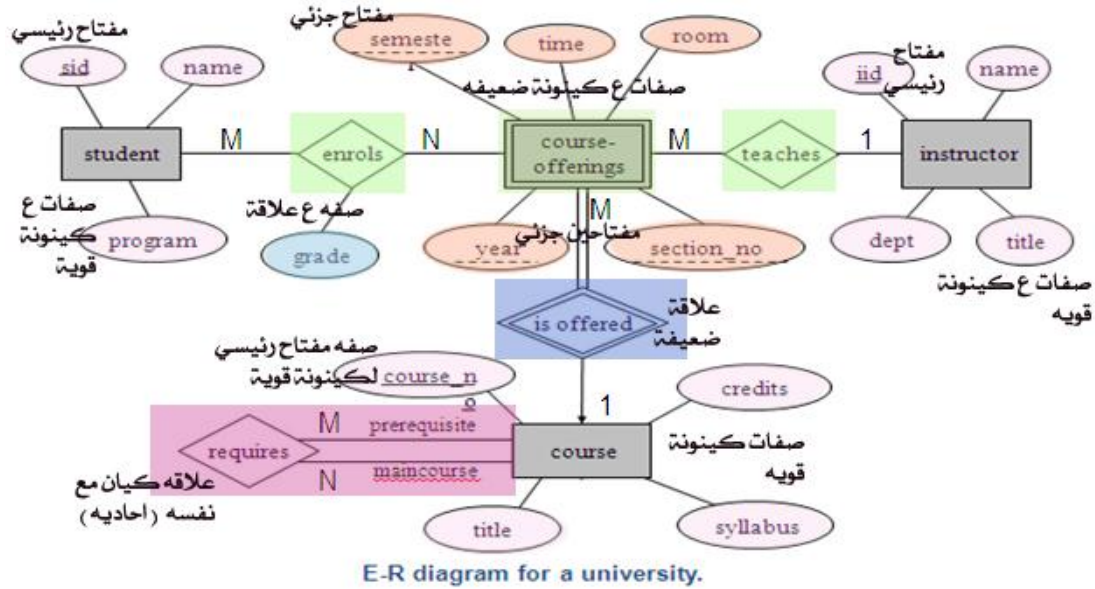 مفتاح جزئي
مفتاح رئيسي
semeste
r
time
room
مفتاح
رئيسي
sid
name
iid
name
صفات ع كينونة ضعيفه
student
M
enrols
N
course-
offerings
M
teaches
1
instructor
صفات ع
كينونة
قوية
program
صفه ع علاقة
grade
M
مفتاحين جزئي
year
section_no
dept
title
صفات ع كينونة
قويه
is offered
علاقة
ضعيفة
صفه مفتاح رئيسي
لكينونة قوية
course_n
o
credits
1
M
prerequisite
requires
course
صفات كينونة
قويه
N
maincourse
علاقه كيان مع
نفسه (احاديه)
title
syllabus
E-R diagram for a university.